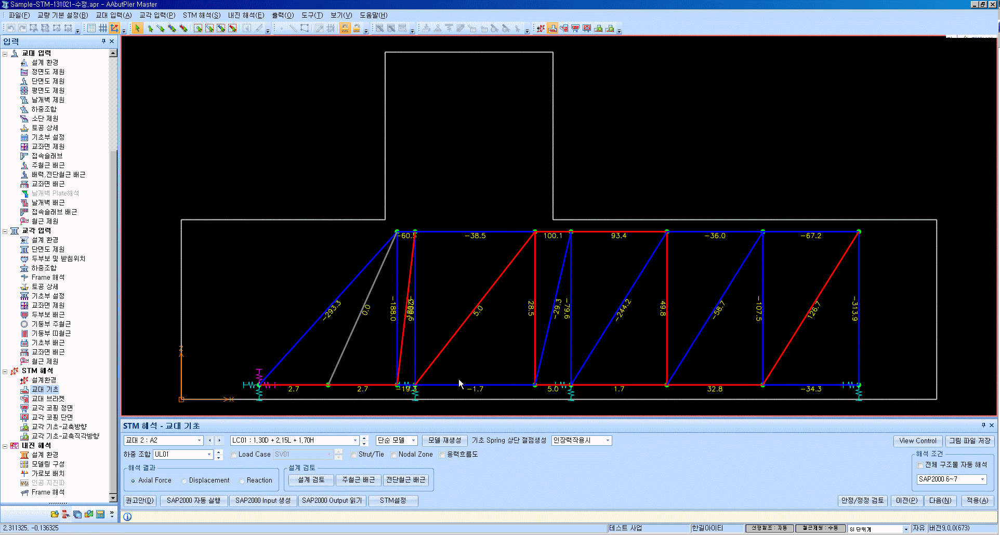 Sample-STM-131021-수정.apr - AAbutPier Master
파일(F) 교량 기본 설정(B) 교대 입력(A) 교각 입력(P) STM 해석(S) 내진 해석(E) 출력(O) 도구(T) 보기(V) 도움말(H)
입력
교대 입력
설계 환경
정면도 제원
단면도 제원
평면도 제원
날개벽 제원
하중조합
소단 제원
토공 상세
기초부 설정
교좌면 제원
접속슬래브
주철근 배근
배력,전단철근 배근
교좌면 배근
날개벽 Plate해석
날개벽 배근
접속슬래브 배근
철근 제원
교각 입력
설계 환경
단면도 제원
두부보 및 받침위치
하중조합
Frame 해석
토공 상세
기초부 설정
교좌면 제원
두부보 배근
기둥부 주철근
기둥부 띠철근
기초부 배근
교좌면 배근
철근 제원
STM 해석
설계환경
교대 기초
교대 브라켓
교각 코핑 정면
교각 코핑 단면
교각 기초-교축방향
교각 기초-교축직각방향
내진 해석
설계 환경
모델링 구성
가로보 배치
인공 지진파
Frame 해석
-60.5 -38.5 100.1 93.4 -36.0 -67.2
-293.3 0.0 -188.0 5.0 28.5 -29.3 -79.6 -244.2 49.8 -58.7 -107.5 126.7 -313.9
Z
2.7 2.7 -19.3 -1.7 5.0 1.7 32.8 -34.3
X
STM 해석 - 교대 기초
교대 2 : A2 LC01 : 1,30D + 2,15L + 1,70H 단순 모델 모델 재생성 기초 Spring 상단 절점생성 인장력작용시 View Control 그림 파일 저장
하중 조합 UL01 Load Case SV01 Strut/Tie Nodal Zone 응력흐름도
해석 결과 설계 검토 해석 조건
Axial Force Displacement Reaction 설계 검토 주철근 배근 전단철근 배근 전체 구조물 자동 해석
SAP2000 6~7
권고안(D) SAP2000 자동 실행 SAP2000 Input 생성 SAP2000 Output 읽기 STM설정 안정/정정 검토 이전(P) 다음(N) 적용(A)
2,311325, -0,136325 테스트 사업 한길아이티 선형참조 : 자동 철근제원 : 수동 SI 단위계 자유 버전9,0,0(673)